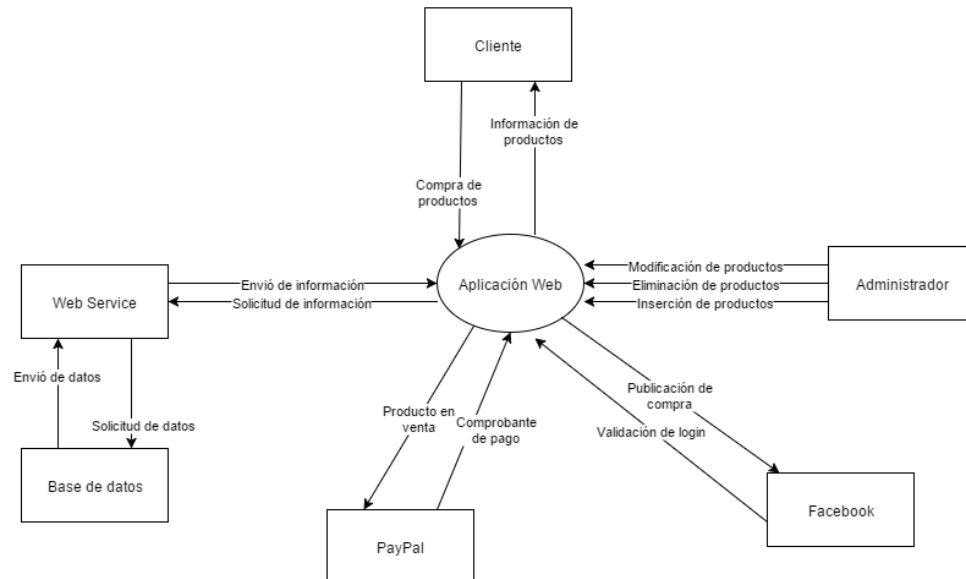 Cliente
Información de
productos
Compra de
productos
Modificación de productos
Envió de información
Eliminación de productos
Web Service
Aplicación Web
Administrador
Solicitud de información
Inserción de productos
Envió de datos
Publicación de
compra
Producto en
venta
Comprobante
de pago
Solicitud de datos
Validación de login
Base de datos
Facebook
PayPal